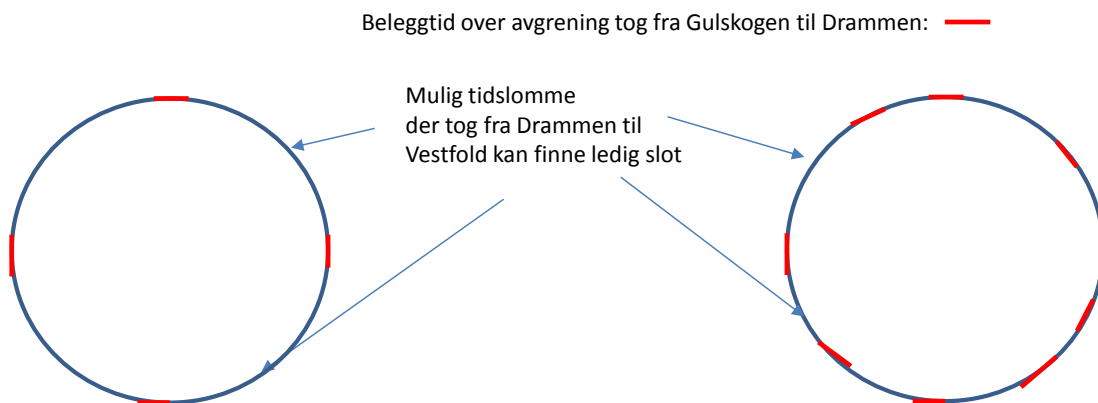 Beleggtid over avgrening tog fra Gulskogen til Drammen:
Mulig tidslomme
der tog fra Drammen til
Vestfold kan finne ledig slot